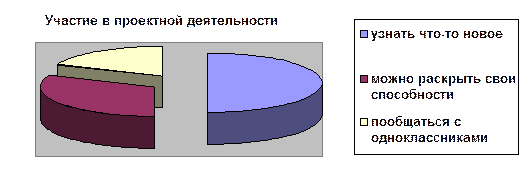 Участие в проектной деятельности
узнать что-то новое
можно раскрыть свои
способности
пообщаться с
одноклассниками